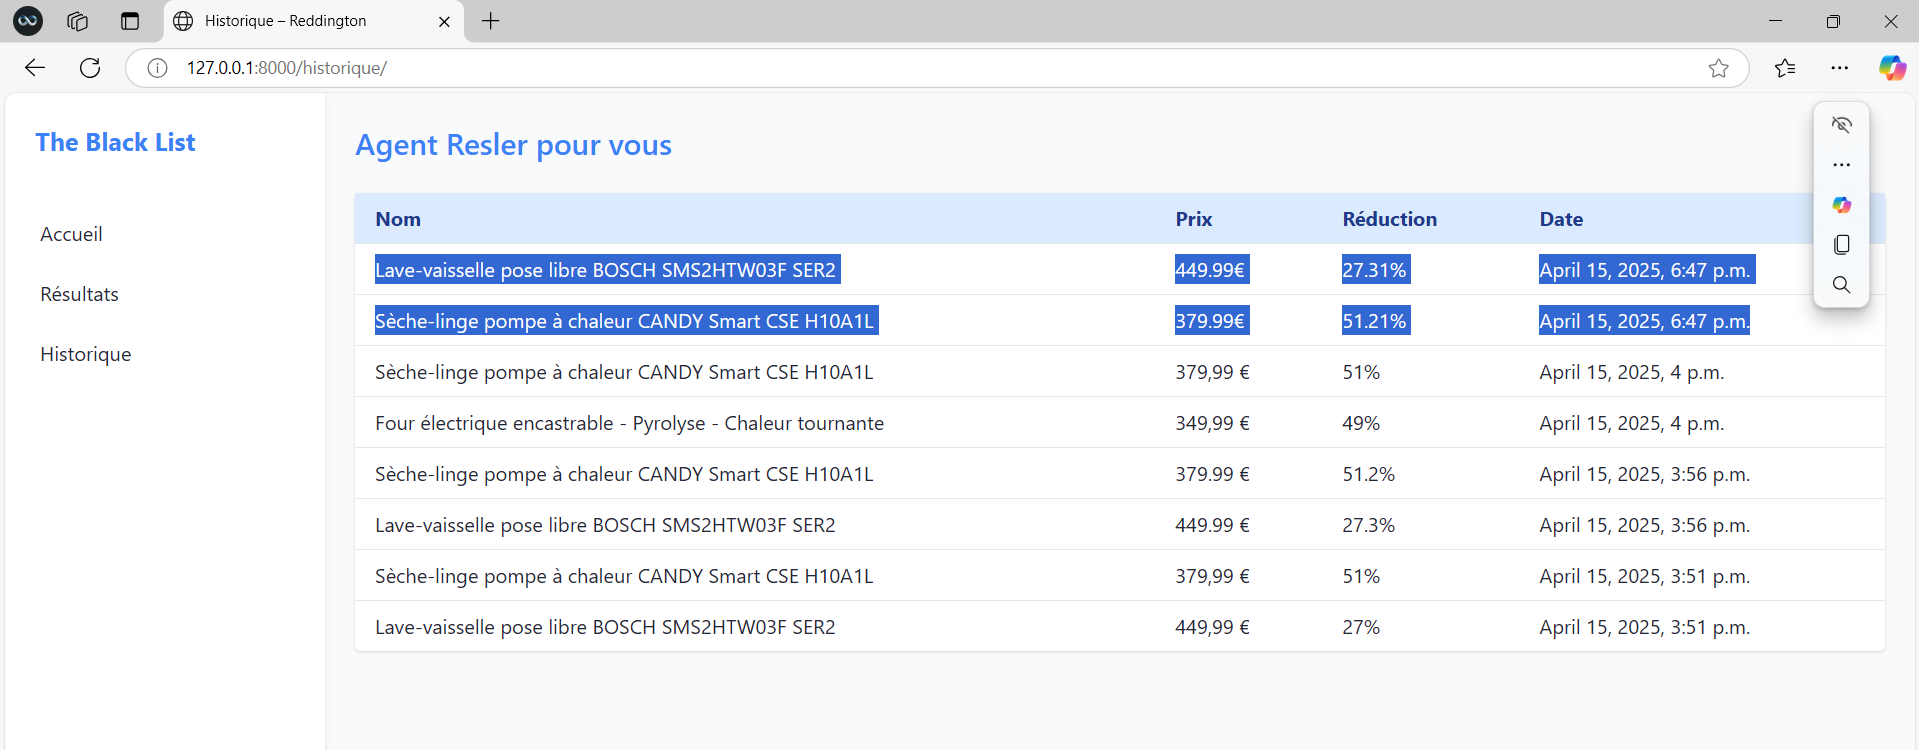 Historique – Reddington
127.0.0.1:8000/historique/
The Black List
Accueil
Résultats
Historique
Agent Resler pour vous
Nom Prix Réduction Date
Lave-vaisselle pose libre BOSCH SMS2HTW03F SER2 449.99€ 27.31% April 15, 2025, 6:47 p.m.
Sèche-linge pompe à chaleur CANDY Smart CSE H10A1L 379.99€ 51.21% April 15, 2025, 6:47 p.m.
Sèche-linge pompe à chaleur CANDY Smart CSE H10A1L 379,99 € 51% April 15, 2025, 4 p.m.
Four électrique encastrable - Pyrolyse - Chaleur tournante 349,99 € 49% April 15, 2025, 4 p.m.
Sèche-linge pompe à chaleur CANDY Smart CSE H10A1L 379.99 € 51.2% April 15, 2025, 3:56 p.m.
Lave-vaisselle pose libre BOSCH SMS2HTW03F SER2 449.99 € 27.3% April 15, 2025, 3:56 p.m.
Sèche-linge pompe à chaleur CANDY Smart CSE H10A1L 379,99 € 51% April 15, 2025, 3:51 p.m.
Lave-vaisselle pose libre BOSCH SMS2HTW03F SER2 449,99 € 27% April 15, 2025, 3:51 p.m.